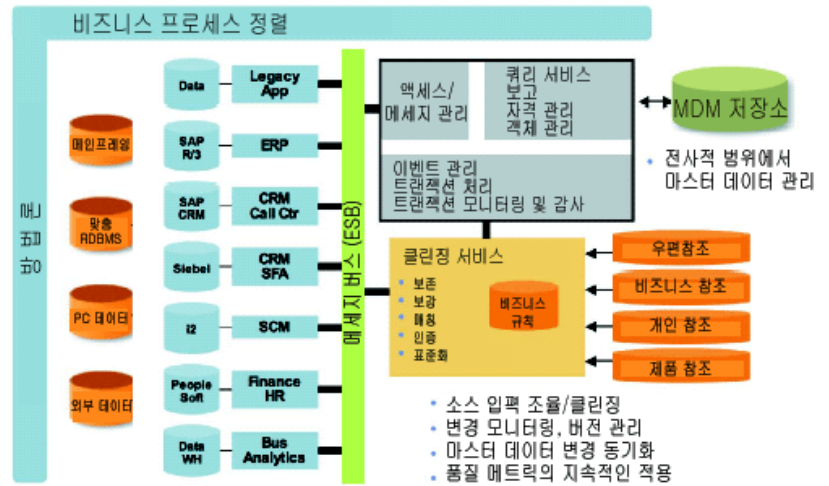 비즈니스 프로세스 정렬
방법론
메인프레임
맞춤
RDBMS
PC 데이터
외부 데이터
Data
Legacy
App
SAP
R/3
ERP
SAP
CRM
CRM
Call Ctr
Siebel
CRM
SFA
i2
SCM
People
Soft
Finance
HR
Data
WH
Bus
Analytics
메세지 버스 (ESB)
액세스/
메세지 관리
쿼리 서비스
보고
자격 관리
객체 관리
이벤트 관리
트랜잭션 처리
트랜잭션 모니터링 및 감사
MDM 저장소
• 전사적 범위에서
마스터 데이터 관리
클린징 서비스
• 보존
• 보강
• 매칭
• 인증
• 표준화
비즈니스
규칙
우편참조
비즈니스 참조
개인 참조
제품 참조
• 소스 입편 조율/클린징
• 변경 모니터링, 버전 관리
• 마스터 데이터 변경 동기화
• 품질 메트릭의 지속적인 적용